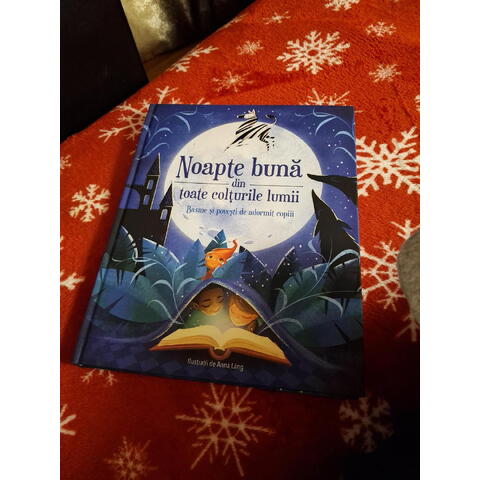 Noapte bună
din
toate colțurile lumii
Basme și povești de adormit copiii
Ilustrații de Anna Láng